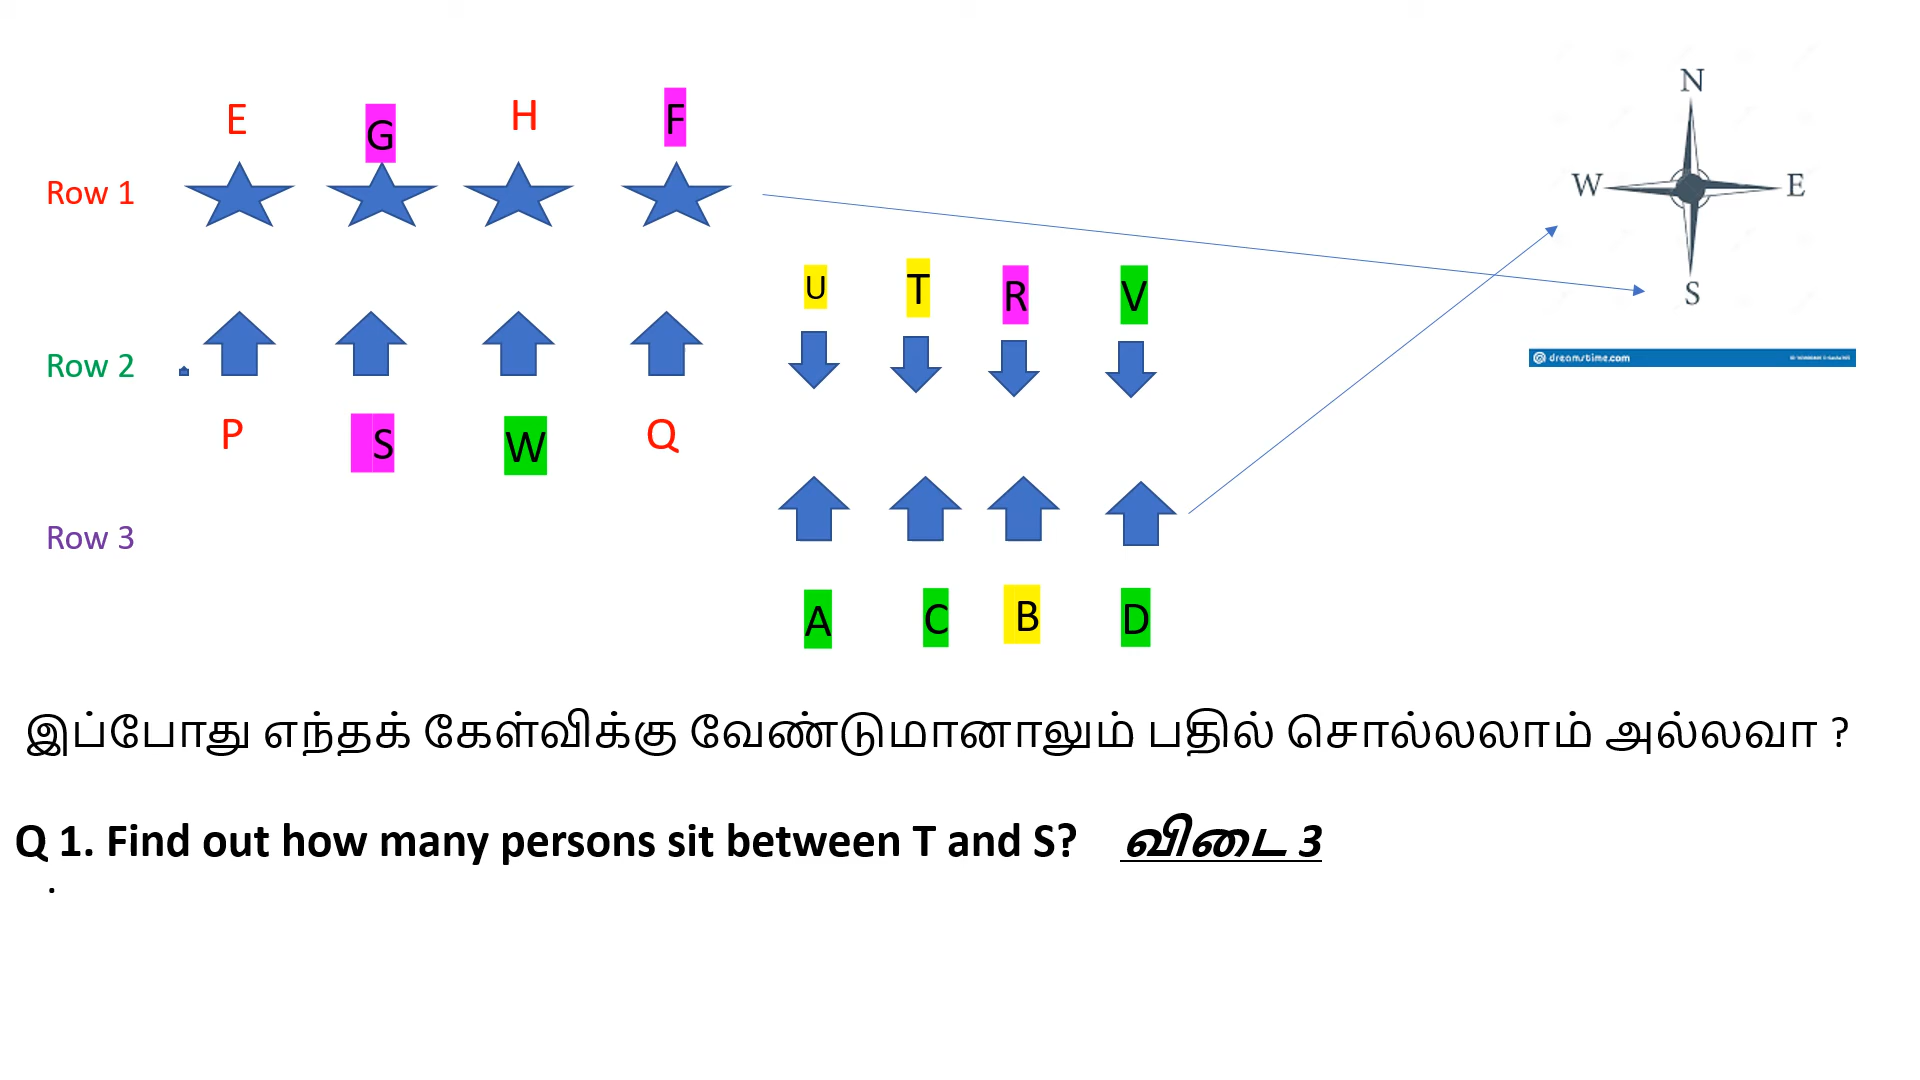 E G H F
N
Row 1
W E
U T R V
S
Row 2
dreamstime.com
P S W Q
Row 3
A C B D
இப்போது எந்தக் கேள்விக்கு வேண்டுமானாலும் பதில் சொல்லலாம் அல்லவா ?
Q 1. Find out how many persons sit between T and S? விடை 3
.